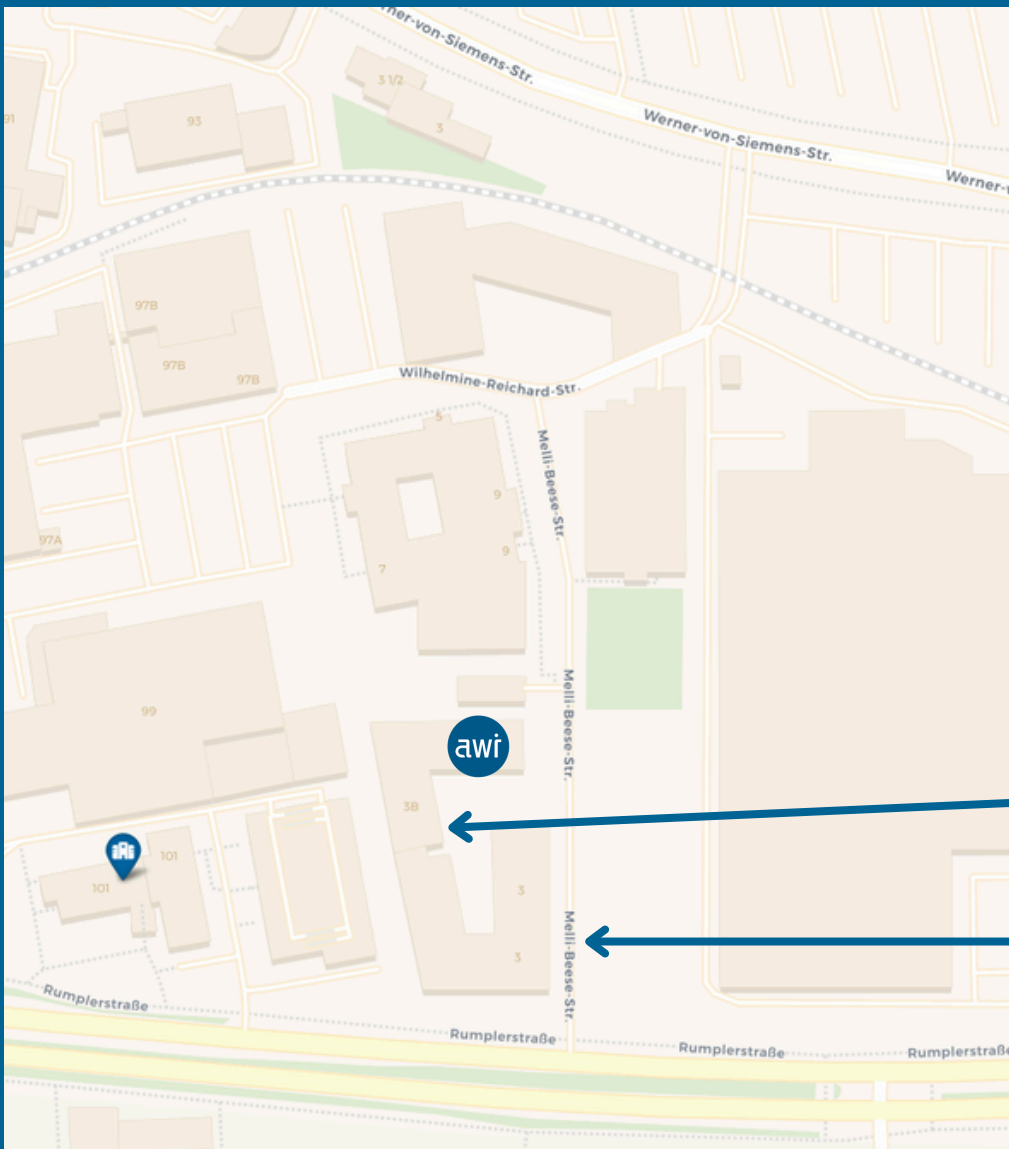 ner-von-Siemens-Str.
3 1/2
Werner-von-Siemens-Str.
91
93
3
Werner-v
97B
97B
97B
Wilhelmine-Reichard-Str.
5
Melli-Beese-Str.
9
97A
9
7
Melli-Beese-Str.
99
awi
3B
101
101
3
Melli-Beese-Str.
3
Rumplerstraße
Rumplerstraße
Rumplerstraße
Rumplerstraße